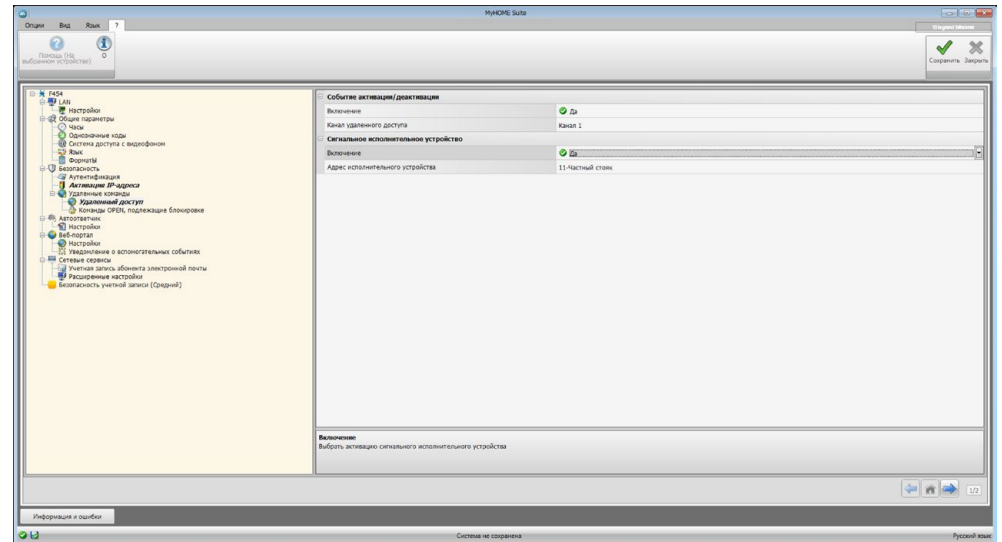 MyHOME Suite
Опции Вид Язык ?
Помощь (На выбранном устройстве)
О
Сохранить Закрыть
F454
LAN
Настройки
Общие параметры
Часы
Однозначные коды
Система доступа с видеофоном
Язык
Форматы
Безопасность
Аутентификация
Активация IP-адреса
Удаленные команды
Удаленный доступ
Команды OPEN, подлежащие блокировке
Автоответчик
Настройки
Веб-портал
Настройки
Уведомление о вспомогательных событиях
Сетевые сервисы
Учетная запись абонента электронной почты
Расширенные настройки
Безопасность учетной записи (Средний)
Событие активации/деактивации
Включение Да
Канал удаленного доступа Канал 1
Сигнальное исполнительное устройство
Включение Да
Адрес исполнительного устройства 11-Частный стояк
Включение
Выбрать активацию сигнального исполнительного устройства
1/2
Информация и ошибки
Система не сохранена
Русский язык